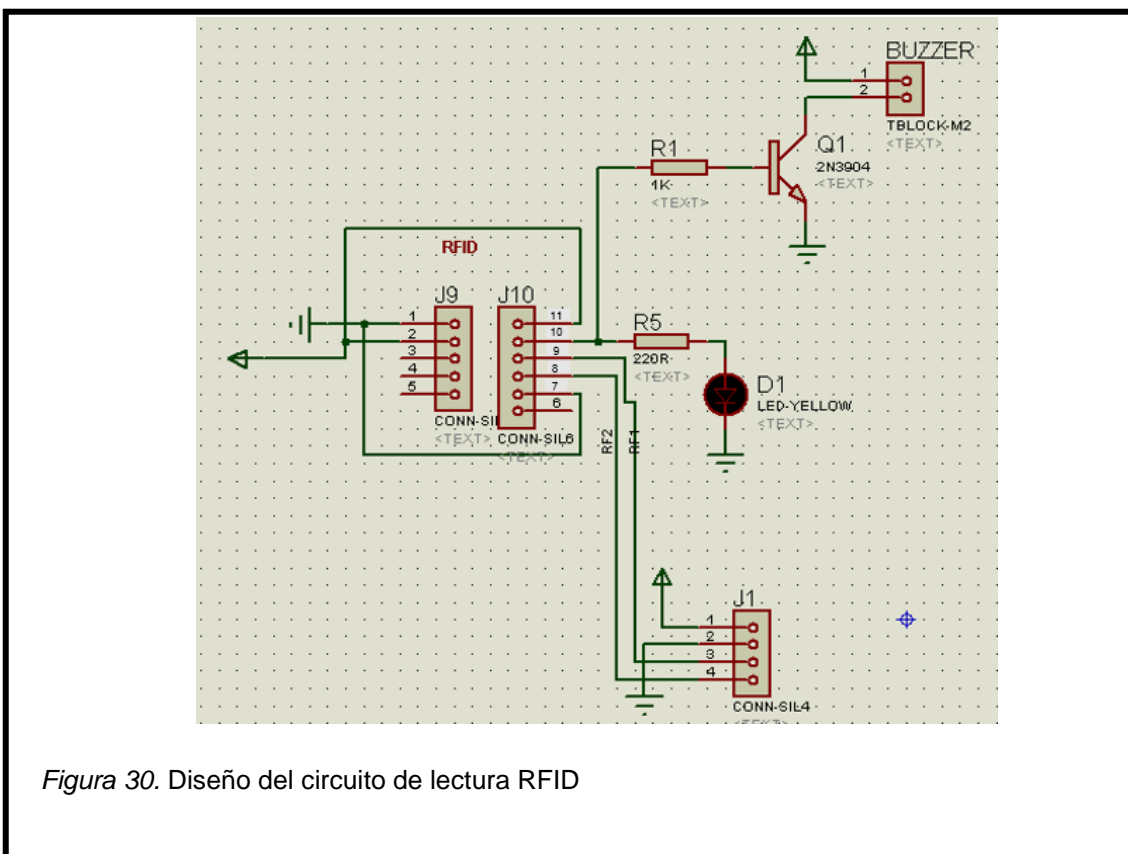 BUZZER
1
2
TBLOCK-M2
<TEXT>
R1
1K
<TEXT>
Q1
2N3904
<TEXT>
RFID
J9
1
2
3
4
5
<TEXT>
J10
11
10
9
8
7
6
CONN-SIL6
<TEXT>
R5
220R
<TEXT>
D1
LED-YELLOW
<TEXT>
RF2
RF1
J1
1
2
3
4
CONN-SIL4
<TEXT>
Figura 30. Diseño del circuito de lectura RFID